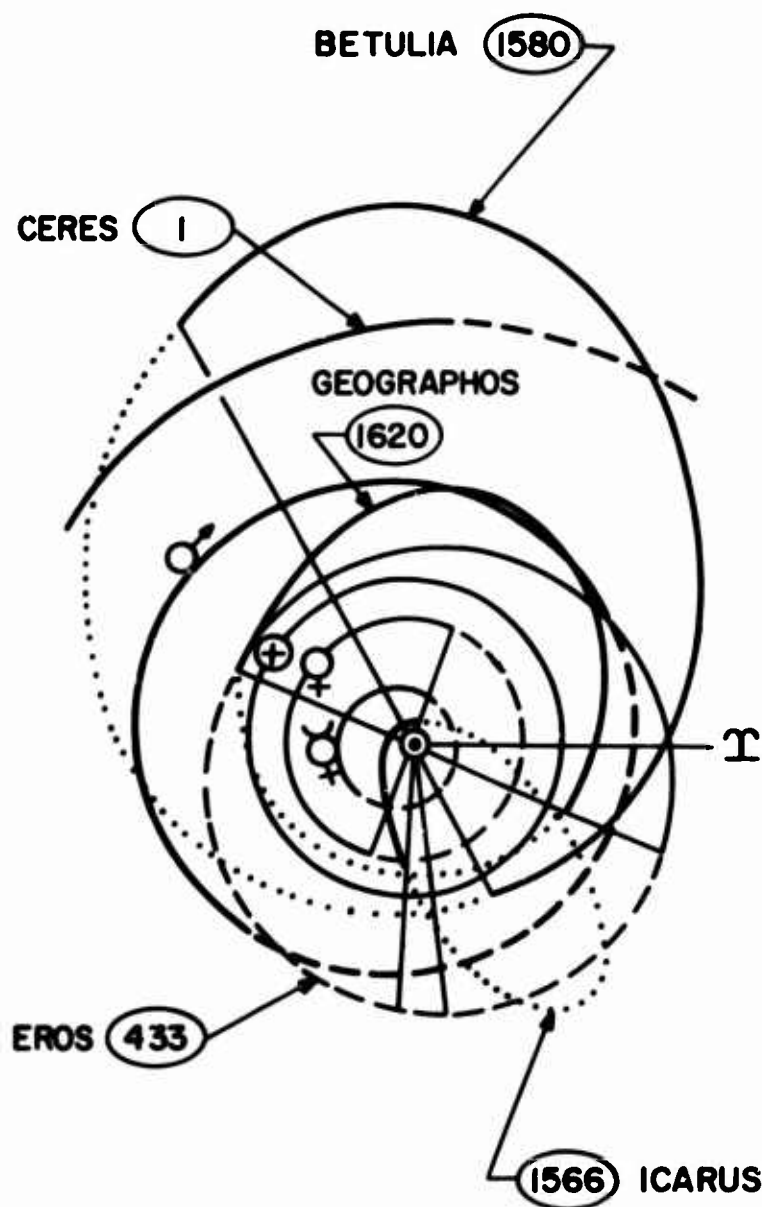 BETULIA 1580
CERES 1
GEOGRAPHOS
1620
♂
⊕ ♀
☿
☉
♈
EROS 433
1566 ICARUS